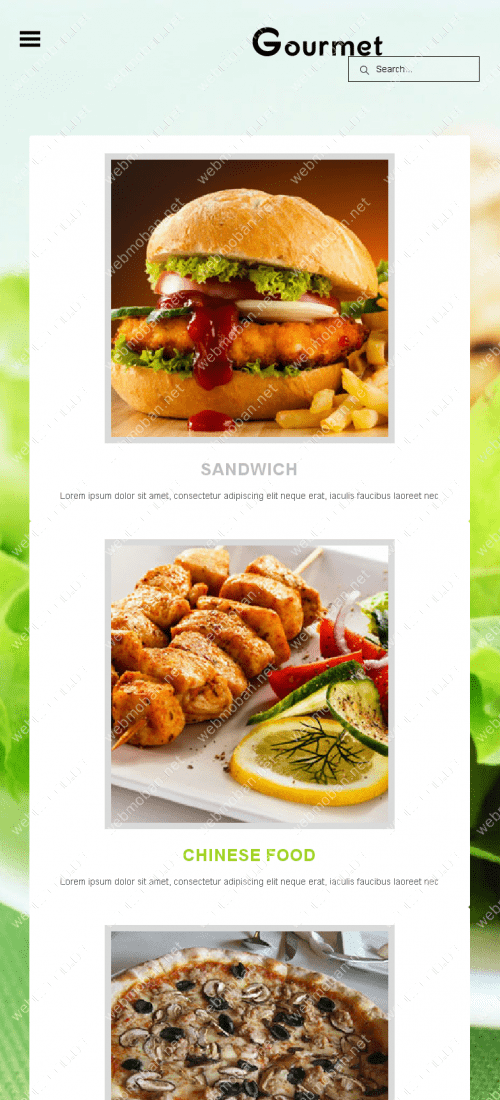 Gourmet
Search...
SANDWICH
Lorem ipsum dolor sit amet, consectetur adipiscing elit neque erat, iaculis faucibus laoreet nec
CHINESE FOOD
Lorem ipsum dolor sit amet, consectetur adipiscing elit neque erat, iaculis faucibus laoreet nec
webmoban.net